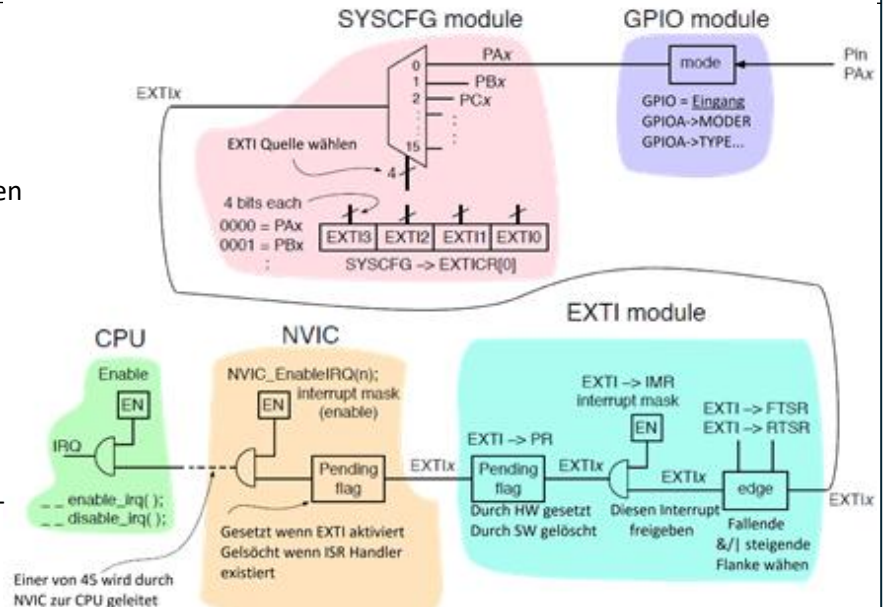 SYSCFG module
GPIO module
PAx
mode
Pin
PAx
0
1
2
15
PBx
PCx
EXTIx
GPIO = Eingang
GPIOA->MODER
GPIOA->TYPE...
EXTI Quelle wählen
4
en
4 bits each
0000 = PAx
0001 = PBx
:
EXTI3 EXTI2 EXTI1 EXTI0
SYSCFG -> EXTICR[0]
EXTI module
CPU
NVIC
Enable
EN
IRQ
_ _ enable_irq( );
_ _ disable_irq( );
NVIC_EnableIRQ(n);
interrupt mask
(enable)
EN
Pending
flag
EXTIx
Gesetzt wenn EXTI aktiviert
Gelsöcht wenn ISR Handler
existiert
Einer von 45 wird durch
NVIC zur CPU geleitet
EXTI -> IMR
interrupt mask
EN
EXTI -> FTSR
EXTI -> RTSR
EXTI -> PR
Pending
flag
EXTIx
EXTIx
edge
EXTIx
Durch HW gesetzt
Durch SW gelöscht
Diesen Interrupt
freigeben
Fallende
&/| steigende
Flanke wähen